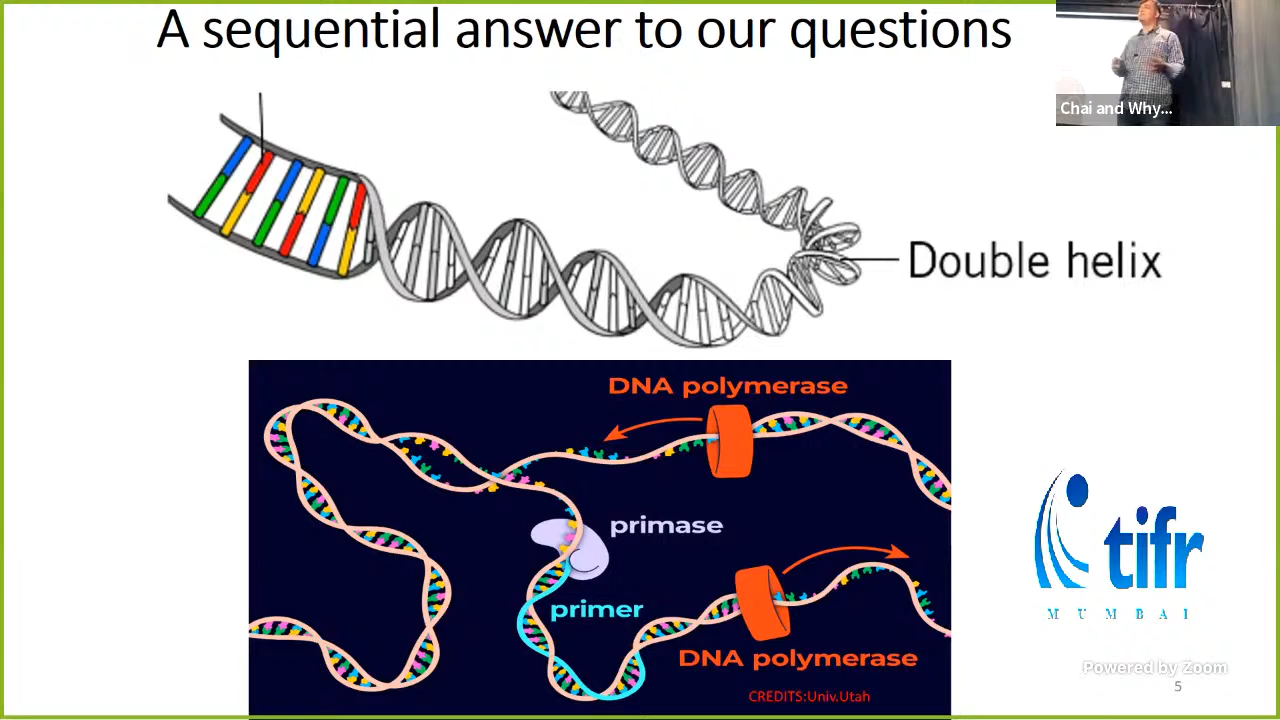 A sequential answer to our questions
Chai and Why...
Double helix
DNA polymerase
primase
primer
DNA polymerase
CREDITS:Univ.Utah
tifr
MUMBAI
Powered by Zoom
5